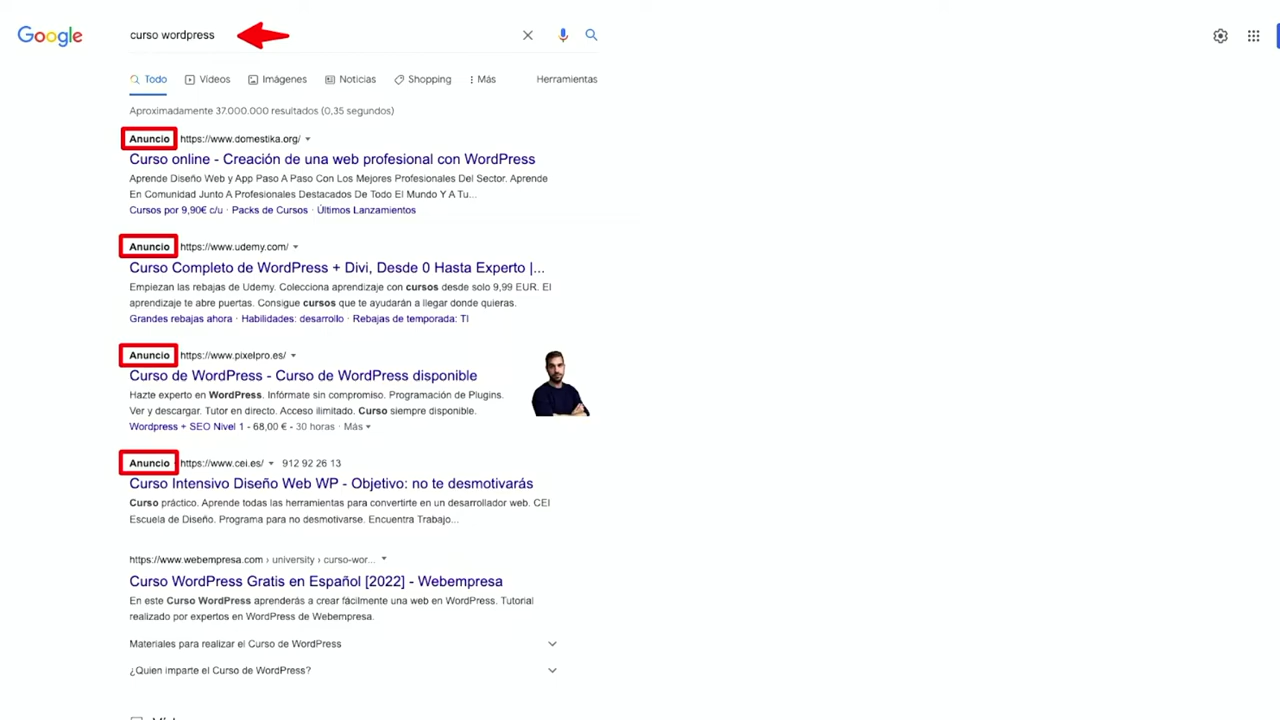 Google
curso wordpress
Todo Vídeos Imágenes Noticias Shopping Más Herramientas
Aproximadamente 37.000.000 resultados (0,35 segundos)
Anuncio https://www.domestika.org/
Curso online - Creación de una web profesional con WordPress
Aprende Diseño Web y App Paso A Paso Con Los Mejores Profesionales Del Sector. Aprende
En Comunidad Junto A Profesionales Destacados De Todo El Mundo Y A Tu...
Cursos por 9,90€ c/u · Packs de Cursos · Últimos Lanzamientos
Anuncio https://www.udemy.com/
Curso Completo de WordPress + Divi, Desde 0 Hasta Experto |...
Empiezan las rebajas de Udemy. Colecciona aprendizaje con cursos desde solo 9,99 EUR. El
aprendizaje te abre puertas. Consigue cursos que te ayudarán a llegar donde quieras.
Grandes rebajas ahora · Habilidades: desarrollo · Rebajas de temporada: TI
Anuncio https://www.pixelpro.es/
Curso de WordPress - Curso de WordPress disponible
Hazte experto en WordPress. Infórmate sin compromiso. Programación de Plugins.
Ver y descargar. Tutor en directo. Acceso ilimitado. Curso siempre disponible.
Wordpress + SEO Nivel 1 - 68,00 € - 30 horas · Más
Anuncio https://www.cei.es/ 912 92 26 13
Curso Intensivo Diseño Web WP - Objetivo: no te desmotivarás
Curso práctico. Aprende todas las herramientas para convertirte en un desarrollador web. CEI
Escuela de Diseño. Programa para no desmotivarse. Encuentra Trabajo...
https://www.webempresa.com › university › curso-wor...
Curso WordPress Gratis en Español [2022] - Webempresa
En este Curso WordPress aprenderás a crear fácilmente una web en WordPress. Tutorial
realizado por expertos en WordPress de Webempresa.
Materiales para realizar el Curso de WordPress
¿Quien imparte el Curso de WordPress?